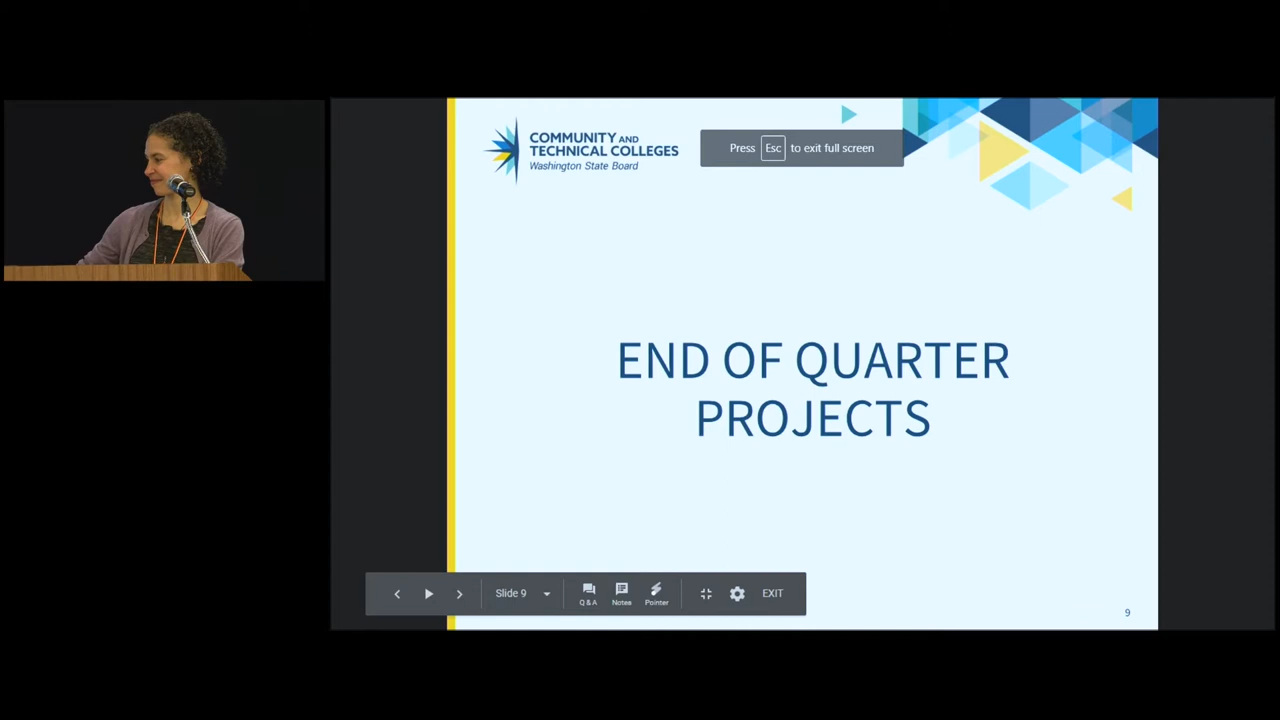 COMMUNITY AND
TECHNICAL COLLEGES
Washington State Board
Press Esc to exit full screen
END OF QUARTER
PROJECTS
Slide 9
Q & A
Notes
Pointer
EXIT
9